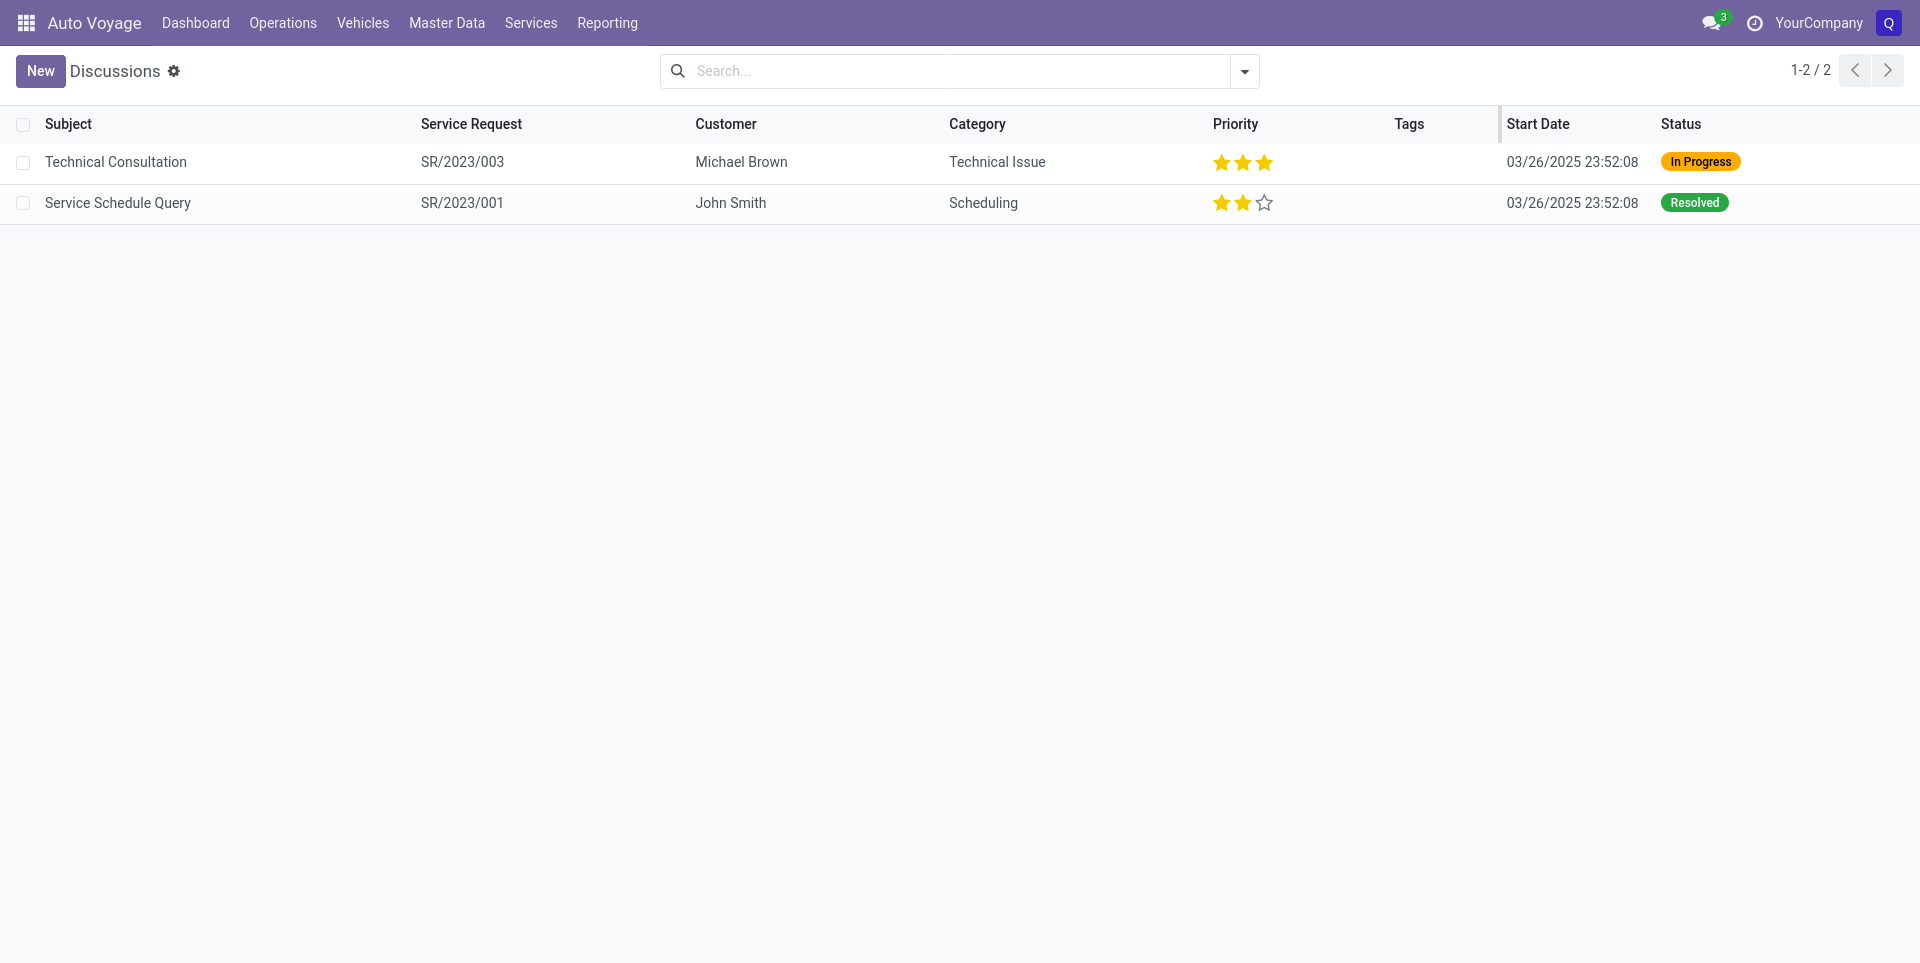 Auto Voyage Dashboard Operations Vehicles Master Data Services Reporting 3 YourCompany Q
New Discussions Search... 1-2 / 2
Subject Service Request Customer Category Priority Tags Start Date Status
Technical Consultation SR/2023/003 Michael Brown Technical Issue 03/26/2025 23:52:08 In Progress
Service Schedule Query SR/2023/001 John Smith Scheduling 03/26/2025 23:52:08 Resolved